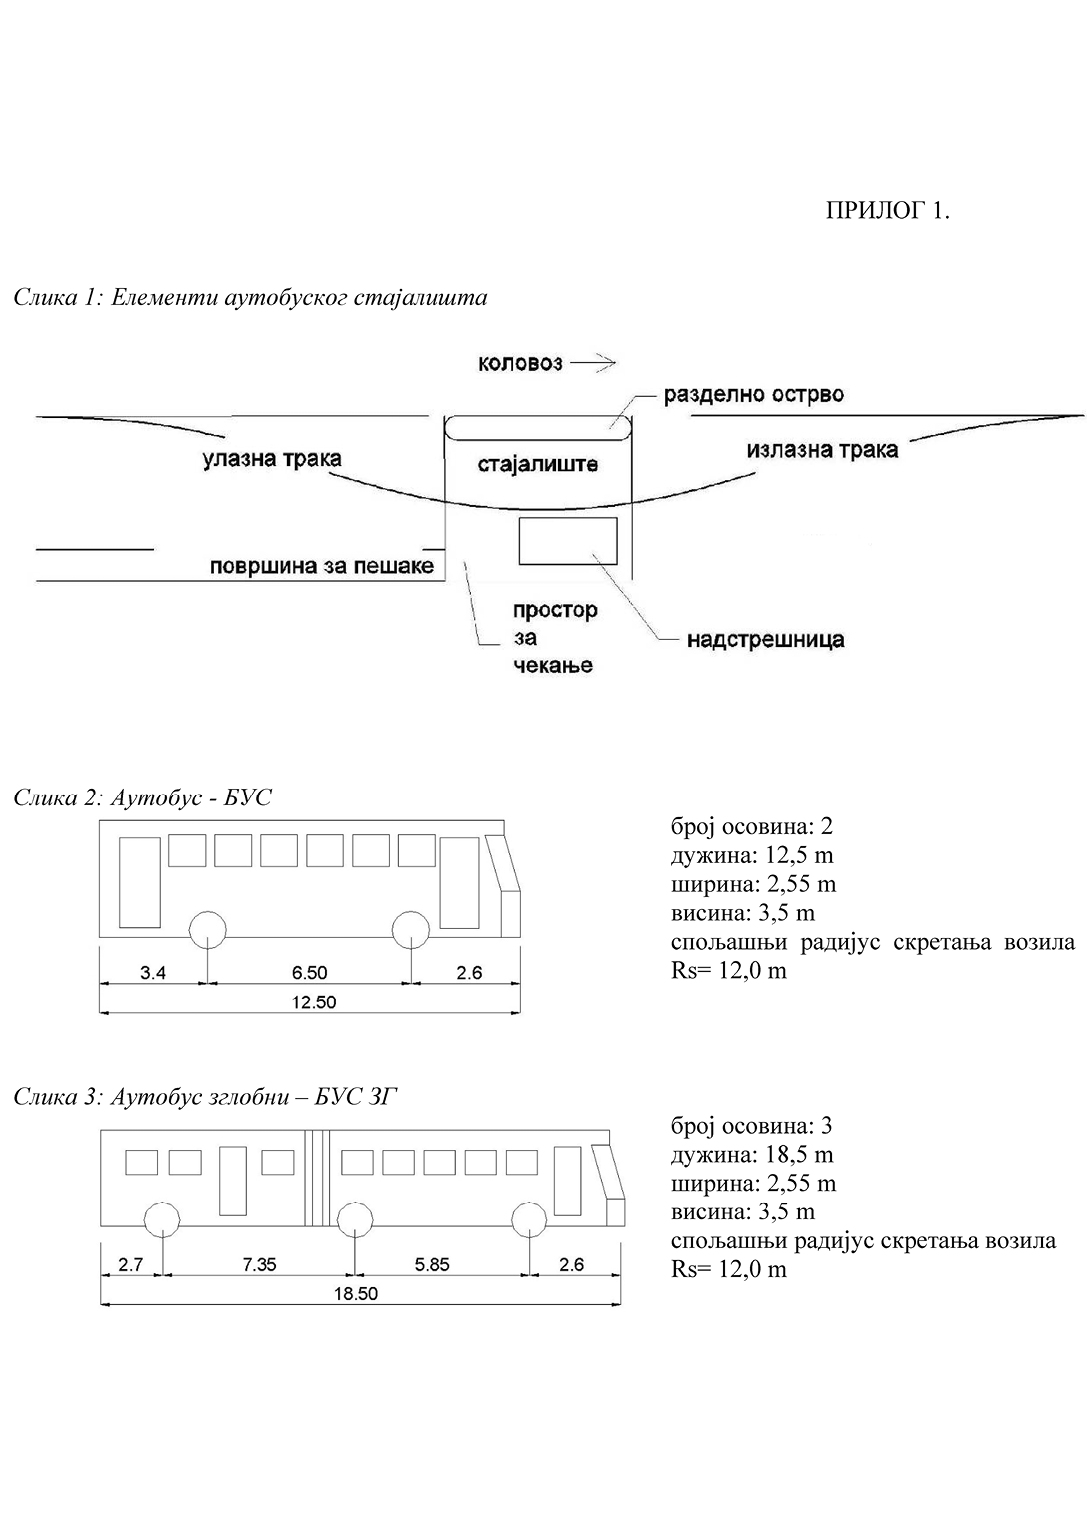 ПРИЛОГ 1.
Слика 1: Елементи аутобуског стајалишта
коловоз
разделно острво
улазна трака
стајалиште
излазна трака
површина за пешаке
простор
за
чекање
надстрешница
Слика 2: Аутобус - БУС
број осовина: 2
дужина: 12,5 m
ширина: 2,55 m
висина: 3,5 m
спољашњи радијус скретања возила
Rs= 12,0 m
3.4 6.50 2.6
12.50
Слика 3: Аутобус зглобни – БУС ЗГ
број осовина: 3
дужина: 18,5 m
ширина: 2,55 m
висина: 3,5 m
спољашњи радијус скретања возила
Rs= 12,0 m
2.7 7.35 5.85 2.6
18.50